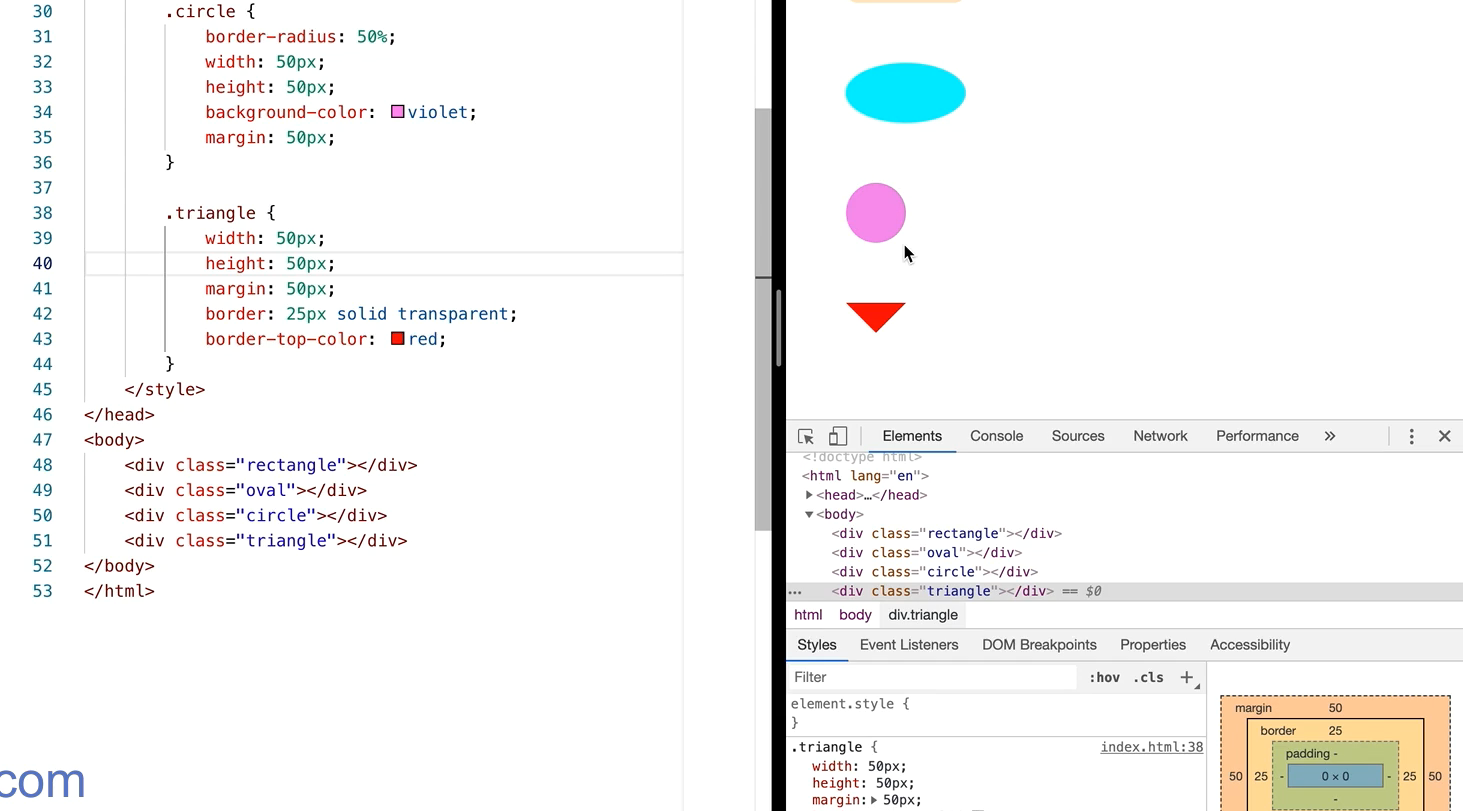 30 .circle {
31 border-radius: 50%;
32 width: 50px;
33 height: 50px;
34 background-color: violet;
35 margin: 50px;
36 }
37
38 .triangle {
39 width: 50px;
40 height: 50px;
41 margin: 50px;
42 border: 25px solid transparent;
43 border-top-color: red;
44 }
45 </style>
46 </head>
47 <body>
48 <div class="rectangle"></div>
49 <div class="oval"></div>
50 <div class="circle"></div>
51 <div class="triangle"></div>
52 </body>
53 </html>
com
Elements Console Sources Network Performance »
<!doctype html>
<html lang="en">
<head>…</head>
<body>
<div class="rectangle"></div>
<div class="oval"></div>
<div class="circle"></div>
... <div class="triangle"></div> == $0
html body div.triangle
Styles Event Listeners DOM Breakpoints Properties Accessibility
Filter :hov .cls +
element.style {
}
.triangle { index.html:38
width: 50px;
height: 50px;
margin: 50px;
margin 50
border 25
padding -
50 25 - 0 × 0 - 25 50
-